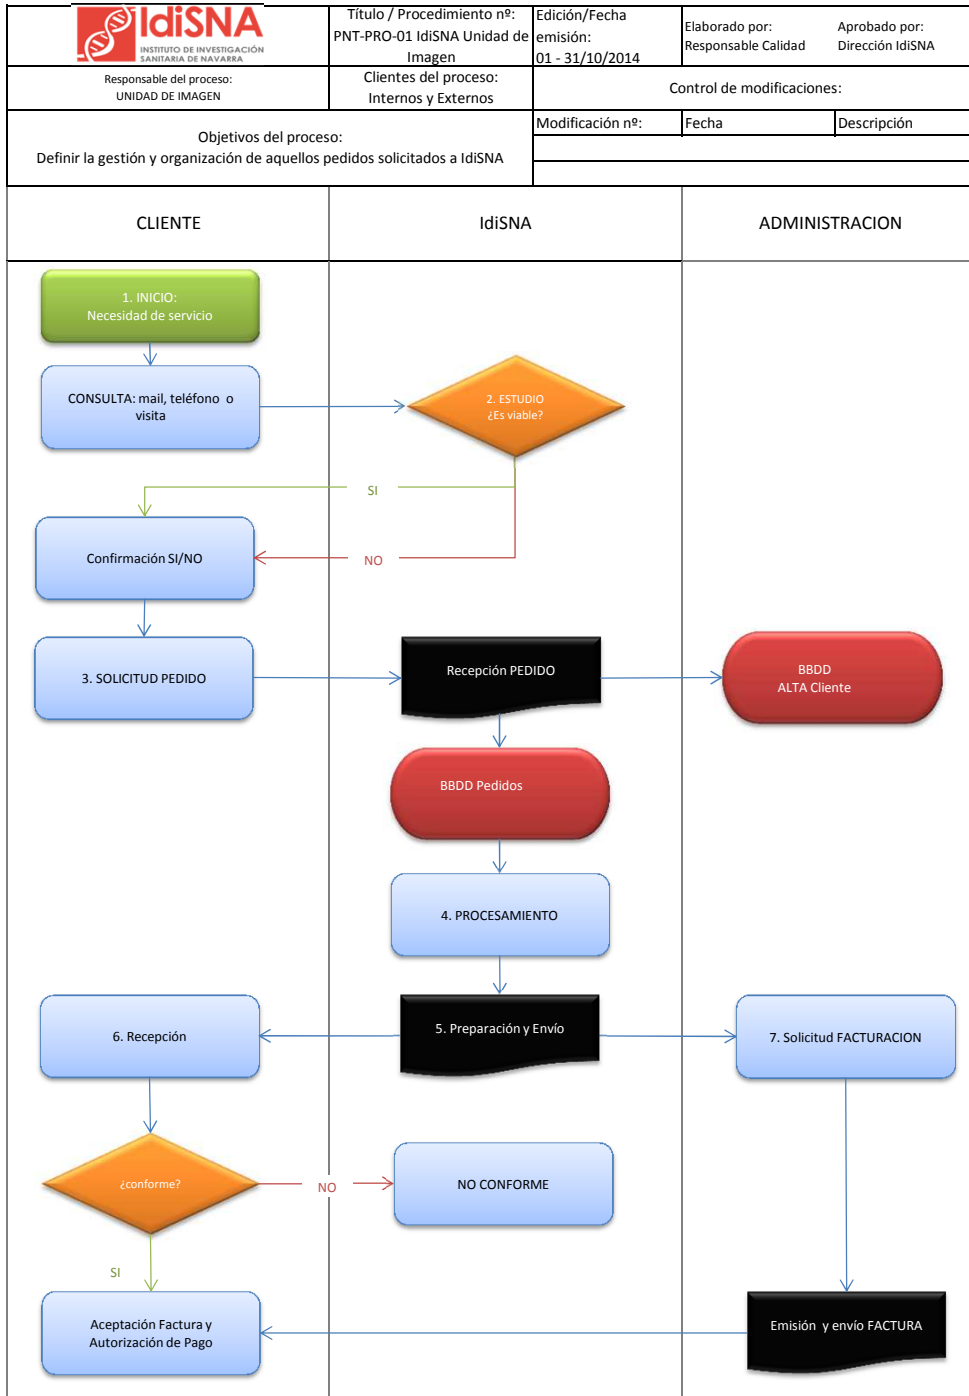 IdiSNA
INSTITUTO DE INVESTIGACIÓN
SANITARIA DE NAVARRA
Título / Procedimiento nº:
PNT-PRO-01 IdiSNA Unidad de
Imagen
Edición/Fecha
emisión:
01 - 31/10/2014
Elaborado por:
Responsable Calidad
Aprobado por:
Dirección IdiSNA
Responsable del proceso:
UNIDAD DE IMAGEN
Clientes del proceso:
Internos y Externos
Control de modificaciones:
Objetivos del proceso:
Definir la gestión y organización de aquellos pedidos solicitados a IdiSNA
Modificación nº:
Fecha
Descripción
CLIENTE
IdiSNA
ADMINISTRACION
1. INICIO:
Necesidad de servicio
CONSULTA: mail, teléfono o
visita
2. ESTUDIO
¿Es viable?
SI
NO
Confirmación SI/NO
3. SOLICITUD PEDIDO
Recepción PEDIDO
BBDD
ALTA Cliente
BBDD Pedidos
4. PROCESAMIENTO
5. Preparación y Envío
6. Recepción
7. Solicitud FACTURACION
¿conforme?
NO
NO CONFORME
SI
Aceptación Factura y
Autorización de Pago
Emisión y envío FACTURA